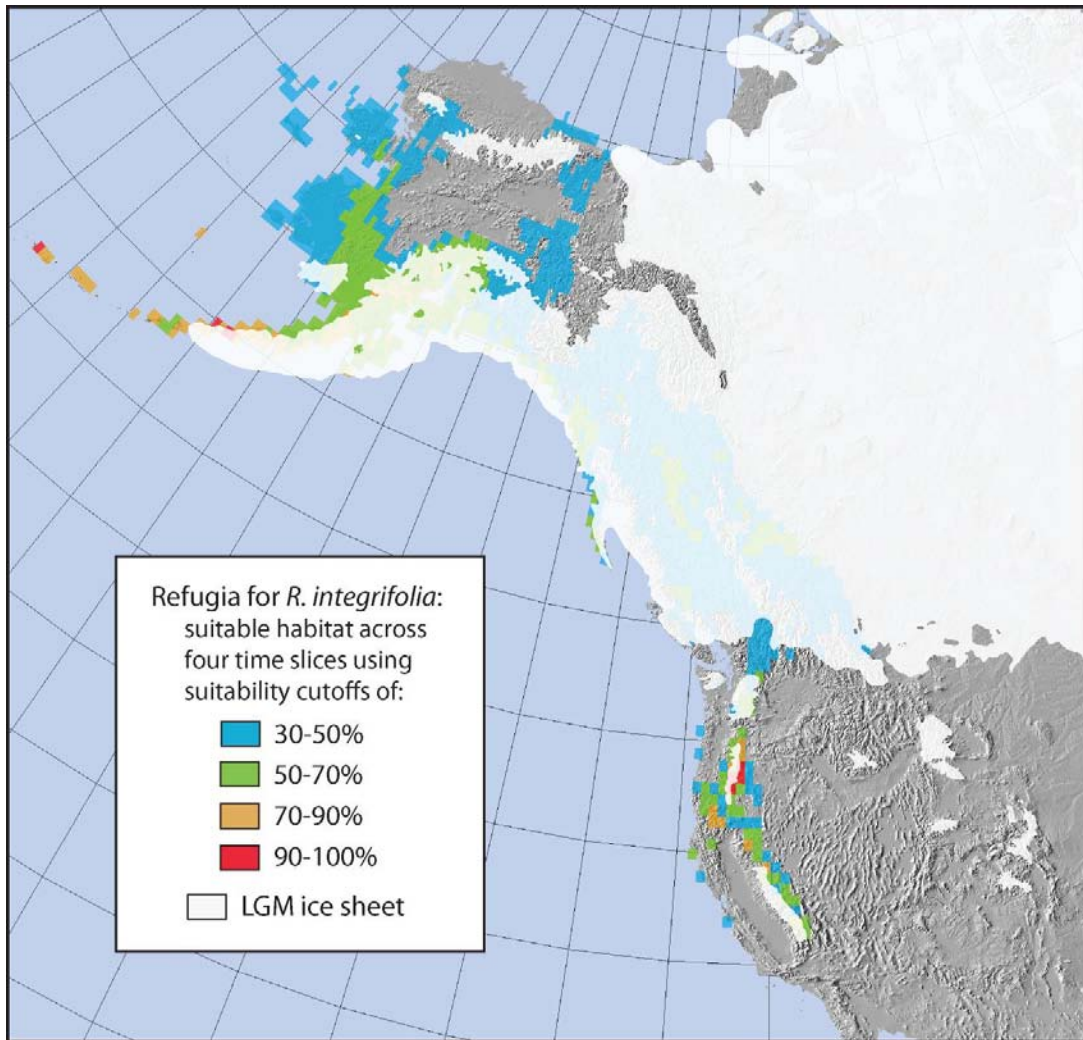 Refugia for R. integrifolia:
suitable habitat across
four time slices using
suitability cutoffs of:
30-50%
50-70%
70-90%
90-100%
LGM ice sheet